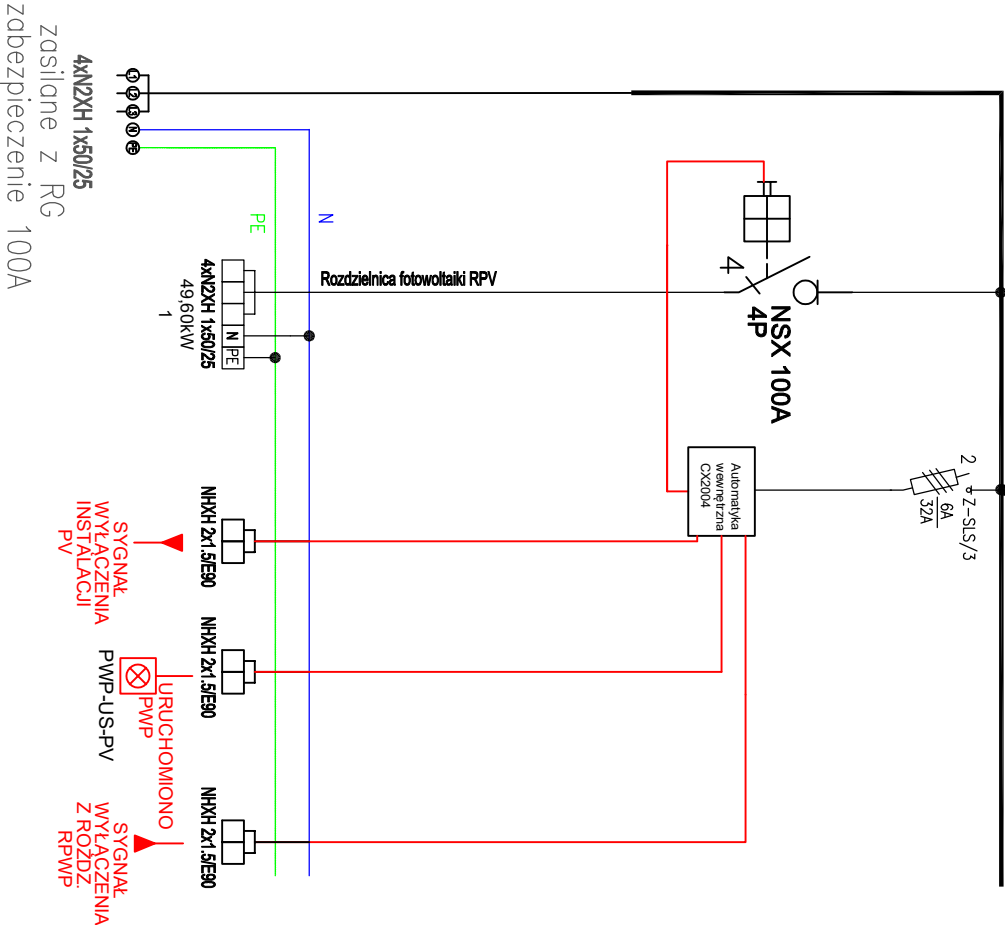 4xN2XH 1x50/25
zasilane z RG
zabezpieczenie 100A
L1
L2
L3
N
PE
N
PE
Rozdzielnica fotowoltaiki RPV
4xN2XH 1x50/25
49,60kW
1
N
PE
4
NSX 100A
4P
2
Z-SLS/3
6A
32A
Automatyka
wewnętrzna
CX2004
NHXH 2x1.5/E90
SYGNAŁ
WYŁĄCZENIA
INSTALACJI
PV
NHXH 2x1.5/E90
URUCHOMIONO
PWP
PWP-US-PV
NHXH 2x1.5/E90
SYGNAŁ
WYŁĄCZENIA
Z ROZDZ.
RPWP